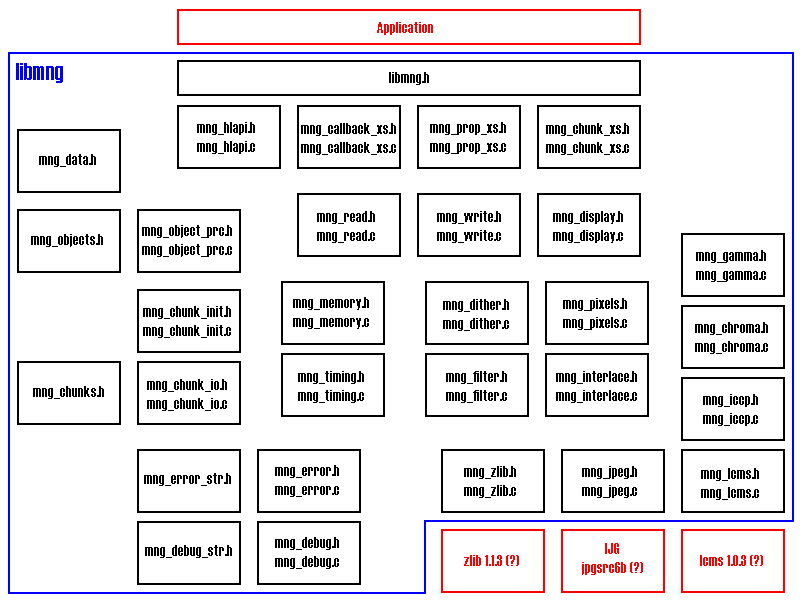 Application
libmng
libmng.h
mng_hlapi.h
mng_hlapi.c
mng_callback_xs.h
mng_callback_xs.c
mng_prop_xs.h
mng_prop_xs.c
mng_chunk_xs.h
mng_chunk_xs.c
mng_data.h
mng_objects.h
mng_object_prc.h
mng_object_prc.c
mng_read.h
mng_read.c
mng_write.h
mng_write.c
mng_display.h
mng_display.c
mng_gamma.h
mng_gamma.c
mng_chunk_init.h
mng_chunk_init.c
mng_memory.h
mng_memory.c
mng_dither.h
mng_dither.c
mng_pixels.h
mng_pixels.c
mng_chroma.h
mng_chroma.c
mng_chunks.h
mng_chunk_io.h
mng_chunk_io.c
mng_timing.h
mng_timing.c
mng_filter.h
mng_filter.c
mng_interlace.h
mng_interlace.c
mng_iccp.h
mng_iccp.c
mng_error_str.h
mng_error.h
mng_error.c
mng_zlib.h
mng_zlib.c
mng_jpeg.h
mng_jpeg.c
mng_lcms.h
mng_lcms.c
mng_debug_str.h
mng_debug.h
mng_debug.c
zlib 1.1.3 (?)
IJG
jpgsrc6b (?)
lcms 1.0.3 (?)